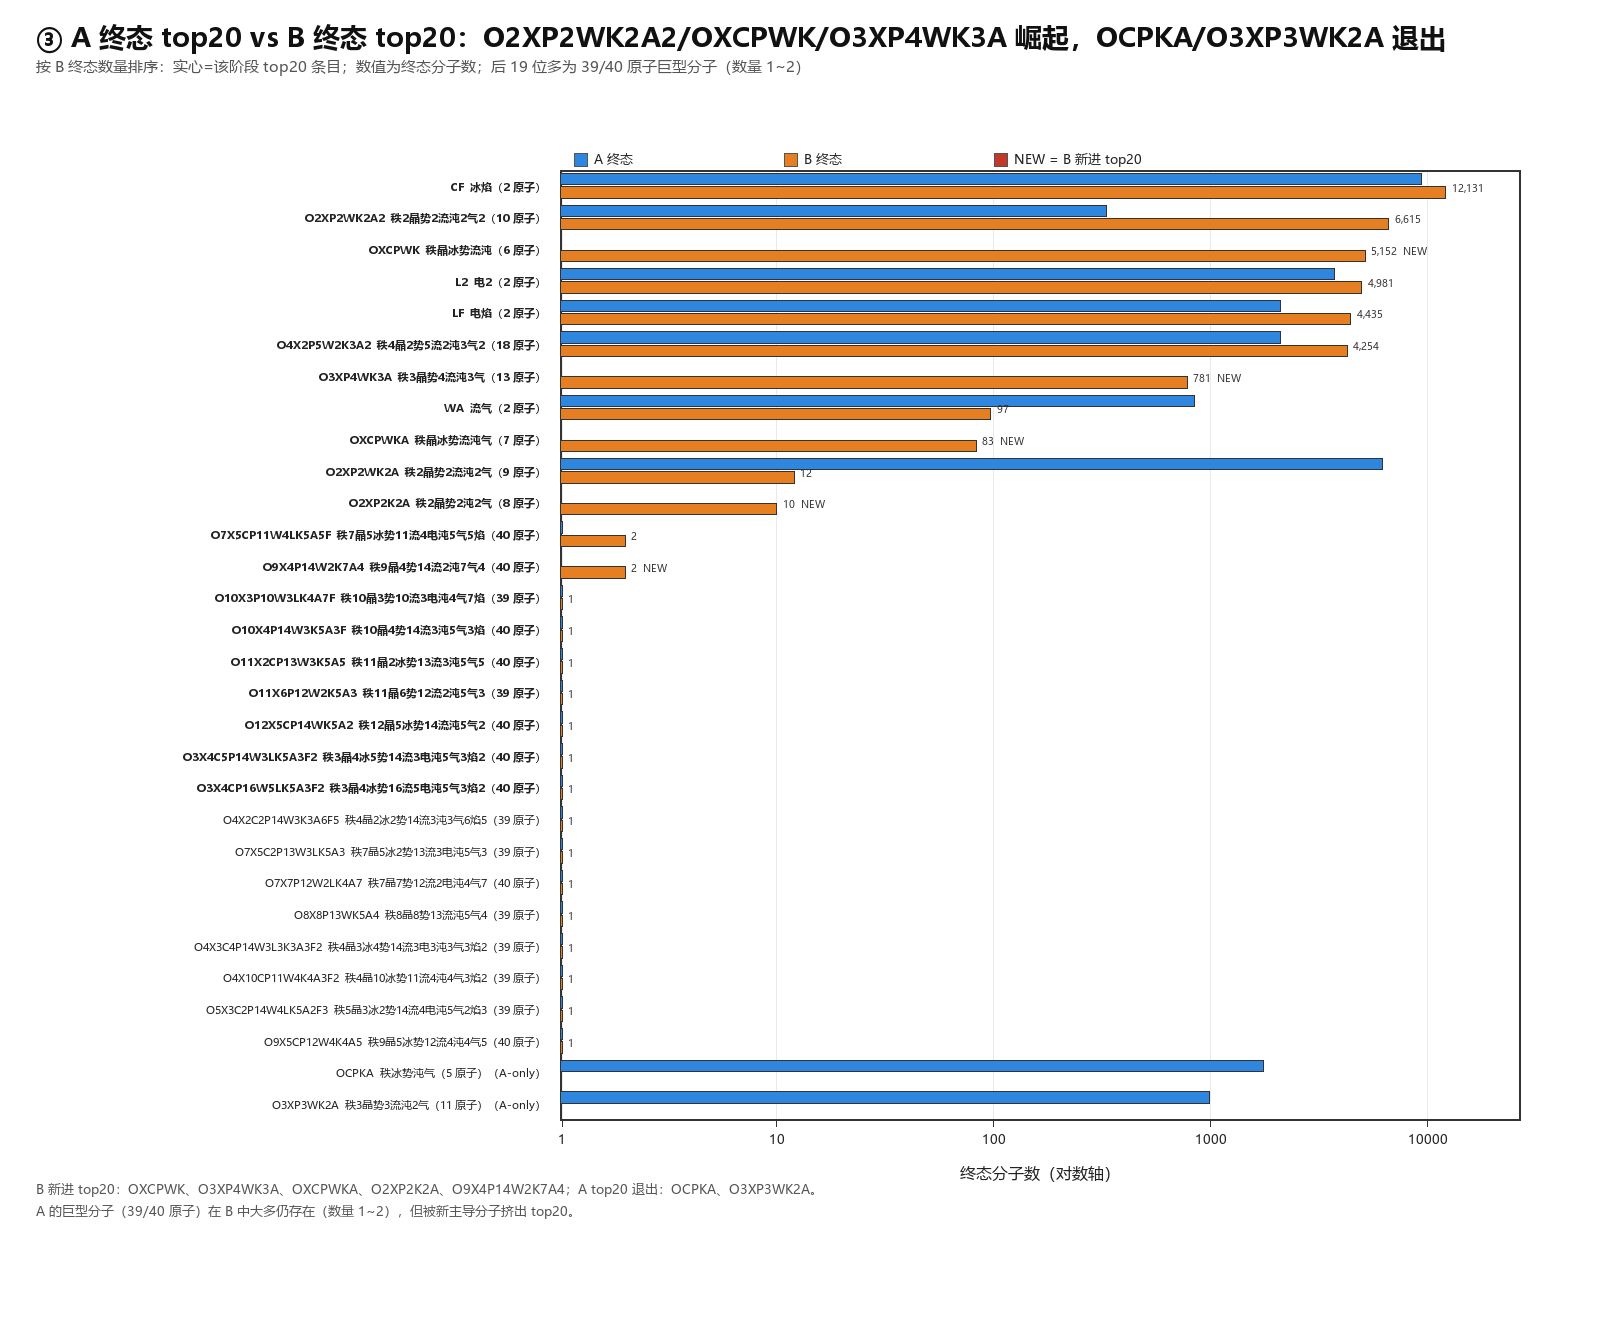 ③ A 终态 top20 vs B 终态 top20：O2XP2WK2A2/OXCPWK/O3XP4WK3A 崛起，OCPKA/O3XP3WK2A 退出
按 B 终态数量排序：实心=该阶段 top20 条目；数值为终态分子数；后 19 位多为 39/40 原子巨型分子（数量 1~2）
A 终态 B 终态 NEW = B 新进 top20
CF 冰焰（2 原子） 12,131
O2XP2WK2A2 秩2晶势2流沌2气2（10 原子） 6,615
OXCPWK 秩晶冰势流沌（6 原子） 5,152 NEW
L2 电2（2 原子） 4,981
LF 电焰（2 原子） 4,435
O4X2P5W2K3A2 秩4晶2势5流2沌3气2（18 原子） 4,254
O3XP4WK3A 秩3晶势4流沌3气（13 原子） 781 NEW
WA 流气（2 原子） 97
OXCPWKA 秩晶冰势流沌气（7 原子） 83 NEW
O2XP2WK2A 秩2晶势2流沌2气（9 原子） 12
O2XP2K2A 秩2晶势2沌2气（8 原子） 10 NEW
O7X5CP11W4LK5A5F 秩7晶5冰势11流4电沌5气5焰（40 原子） 2
O9X4P14W2K7A4 秩9晶4势14流2沌7气4（40 原子） 2 NEW
O10X3P10W3LK4A7F 秩10晶3势10流3电沌4气7焰（39 原子） 1
O10X4P14W3K5A3F 秩10晶4势14流3沌5气3焰（40 原子） 1
O11X2CP13W3K5A5 秩11晶2冰势13流3沌5气5（40 原子） 1
O11X6P12W2K5A3 秩11晶6势12流2沌5气3（39 原子） 1
O12X5CP14WK5A2 秩12晶5冰势14流沌5气2（40 原子） 1
O3X4C5P14W3LK5A3F2 秩3晶4冰5势14流3电沌5气3焰2（40 原子） 1
O3X4CP16W5LK5A3F2 秩3晶4冰势16流5电沌5气3焰2（40 原子） 1
O4X2C2P14W3K3A6F5 秩4晶2冰2势14流3沌3气6焰5（39 原子） 1
O7X5C2P13W3LK5A3 秩7晶5冰2势13流3电沌5气3（39 原子） 1
O7X7P12W2LK4A7 秩7晶7势12流2电沌4气7（40 原子） 1
O8X8P13WK5A4 秩8晶8势13流沌5气4（39 原子） 1
O4X3C4P14W3L3K3A3F2 秩4晶3冰4势14流3电3沌3气3焰2（39 原子） 1
O4X10CP11W4K4A3F2 秩4晶10冰势11流4沌4气3焰2（39 原子） 1
O5X3C2P14W4LK5A2F3 秩5晶3冰2势14流4电沌5气2焰3（39 原子） 1
O9X5CP12W4K4A5 秩9晶5冰势12流4沌4气5（40 原子） 1
OCPKA 秩冰势沌气（5 原子）（A-only）
O3XP3WK2A 秩3晶势3流沌2气（11 原子）（A-only）
1 10 100 1000 10000
终态分子数（对数轴）
B 新进 top20：OXCPWK、O3XP4WK3A、OXCPWKA、O2XP2K2A、O9X4P14W2K7A4；A top20 退出：OCPKA、O3XP3WK2A。
A 的巨型分子（39/40 原子）在 B 中大多仍存在（数量 1~2），但被新主导分子挤出 top20。